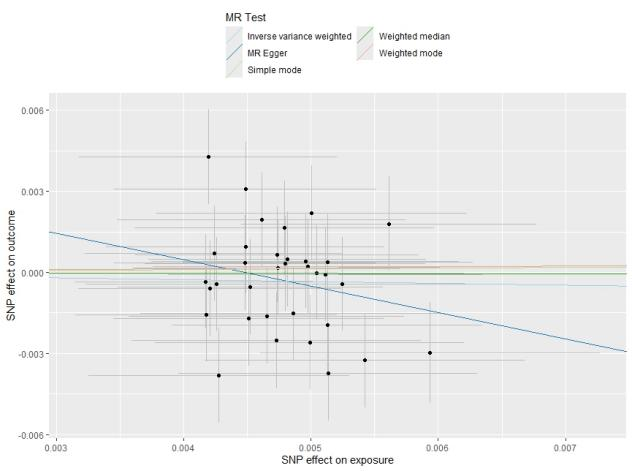 MR Test
Inverse variance weighted
Weighted median
MR Egger
Weighted mode
Simple mode
0.006
0.003
0.000
-0.003
-0.006
SNP effect on outcome
0.003
0.004
0.005
0.006
0.007
SNP effect on exposure